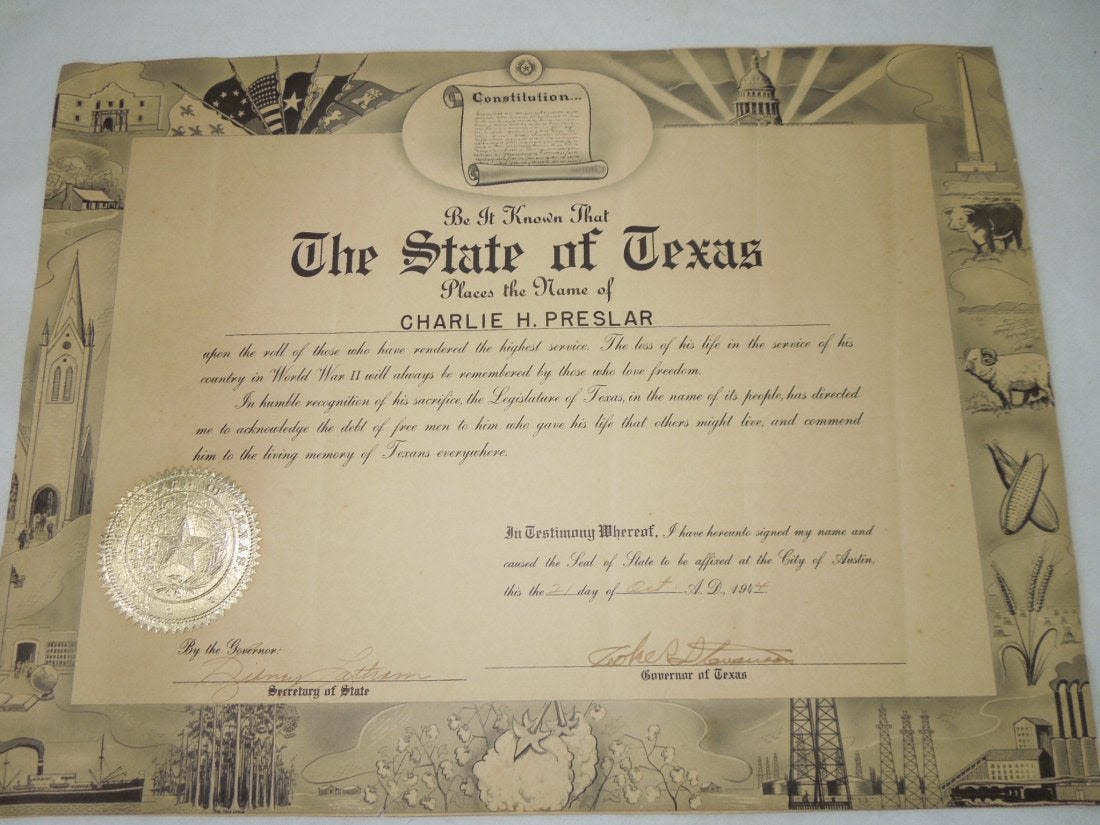 Constitution...
Be It Known That
The State of Texas
Places the Name of
CHARLIE H. PRESLAR
upon the roll of those who have rendered the highest service. The loss of his life in the service of his
country in World War II will always be remembered by those who love freedom.
In humble recognition of his sacrifice, the Legislature of Texas, in the name of its people, has directed
me to acknowledge the debt of free men to him who gave his life that others might live, and commend
him to the living memory of Texans everywhere.
In Testimony Whereof, I have hereunto signed my name and
caused the Seal of State to be affixed at the City of Austin,
this the 21 day of Oct. A. D., 1944.
By the Governor:
Sidney Latham
Secretary of State
Coke R Stevenson
Governor of Texas